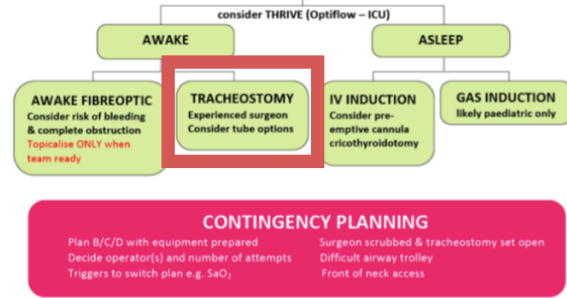 consider THRIVE (Optiflow – ICU)
AWAKE
ASLEEP
AWAKE FIBREOPTIC
Consider risk of bleeding
& complete obstruction
Topicalise ONLY when
team ready
TRACHEOSTOMY
Experienced surgeon
Consider tube options
IV INDUCTION
Consider pre-
emptive cannula
cricothyroidotomy
GAS INDUCTION
likely paediatric only
CONTINGENCY PLANNING
Plan B/C/D with equipment prepared
Decide operator(s) and number of attempts
Triggers to switch plan e.g. SaO₂
Surgeon scrubbed & tracheostomy set open
Difficult airway trolley
Front of neck access